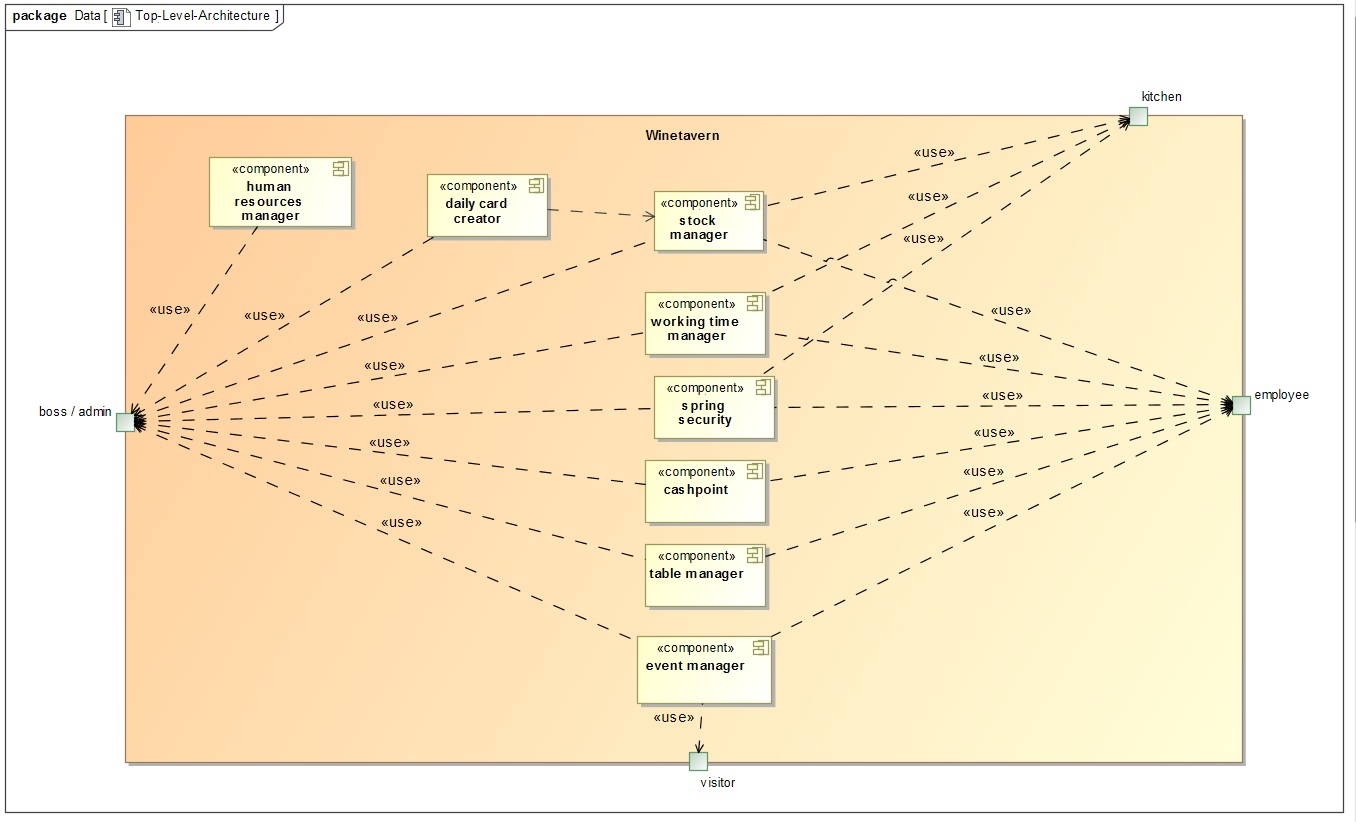 package Data [ Top-Level-Architecture ]
kitchen
Winetavern
«component»
human
resources
manager
«component»
daily card
creator
«component»
stock
manager
«use»
«use»
«use»
«use»
«use»
«use»
«component»
working time
manager
«use»
«use»
«use»
boss / admin
«use»
«component»
spring
security
«use»
employee
«use»
«component»
cashpoint
«use»
«use»
«use»
«use»
«component»
table manager
«use»
«component»
event manager
«use»
visitor